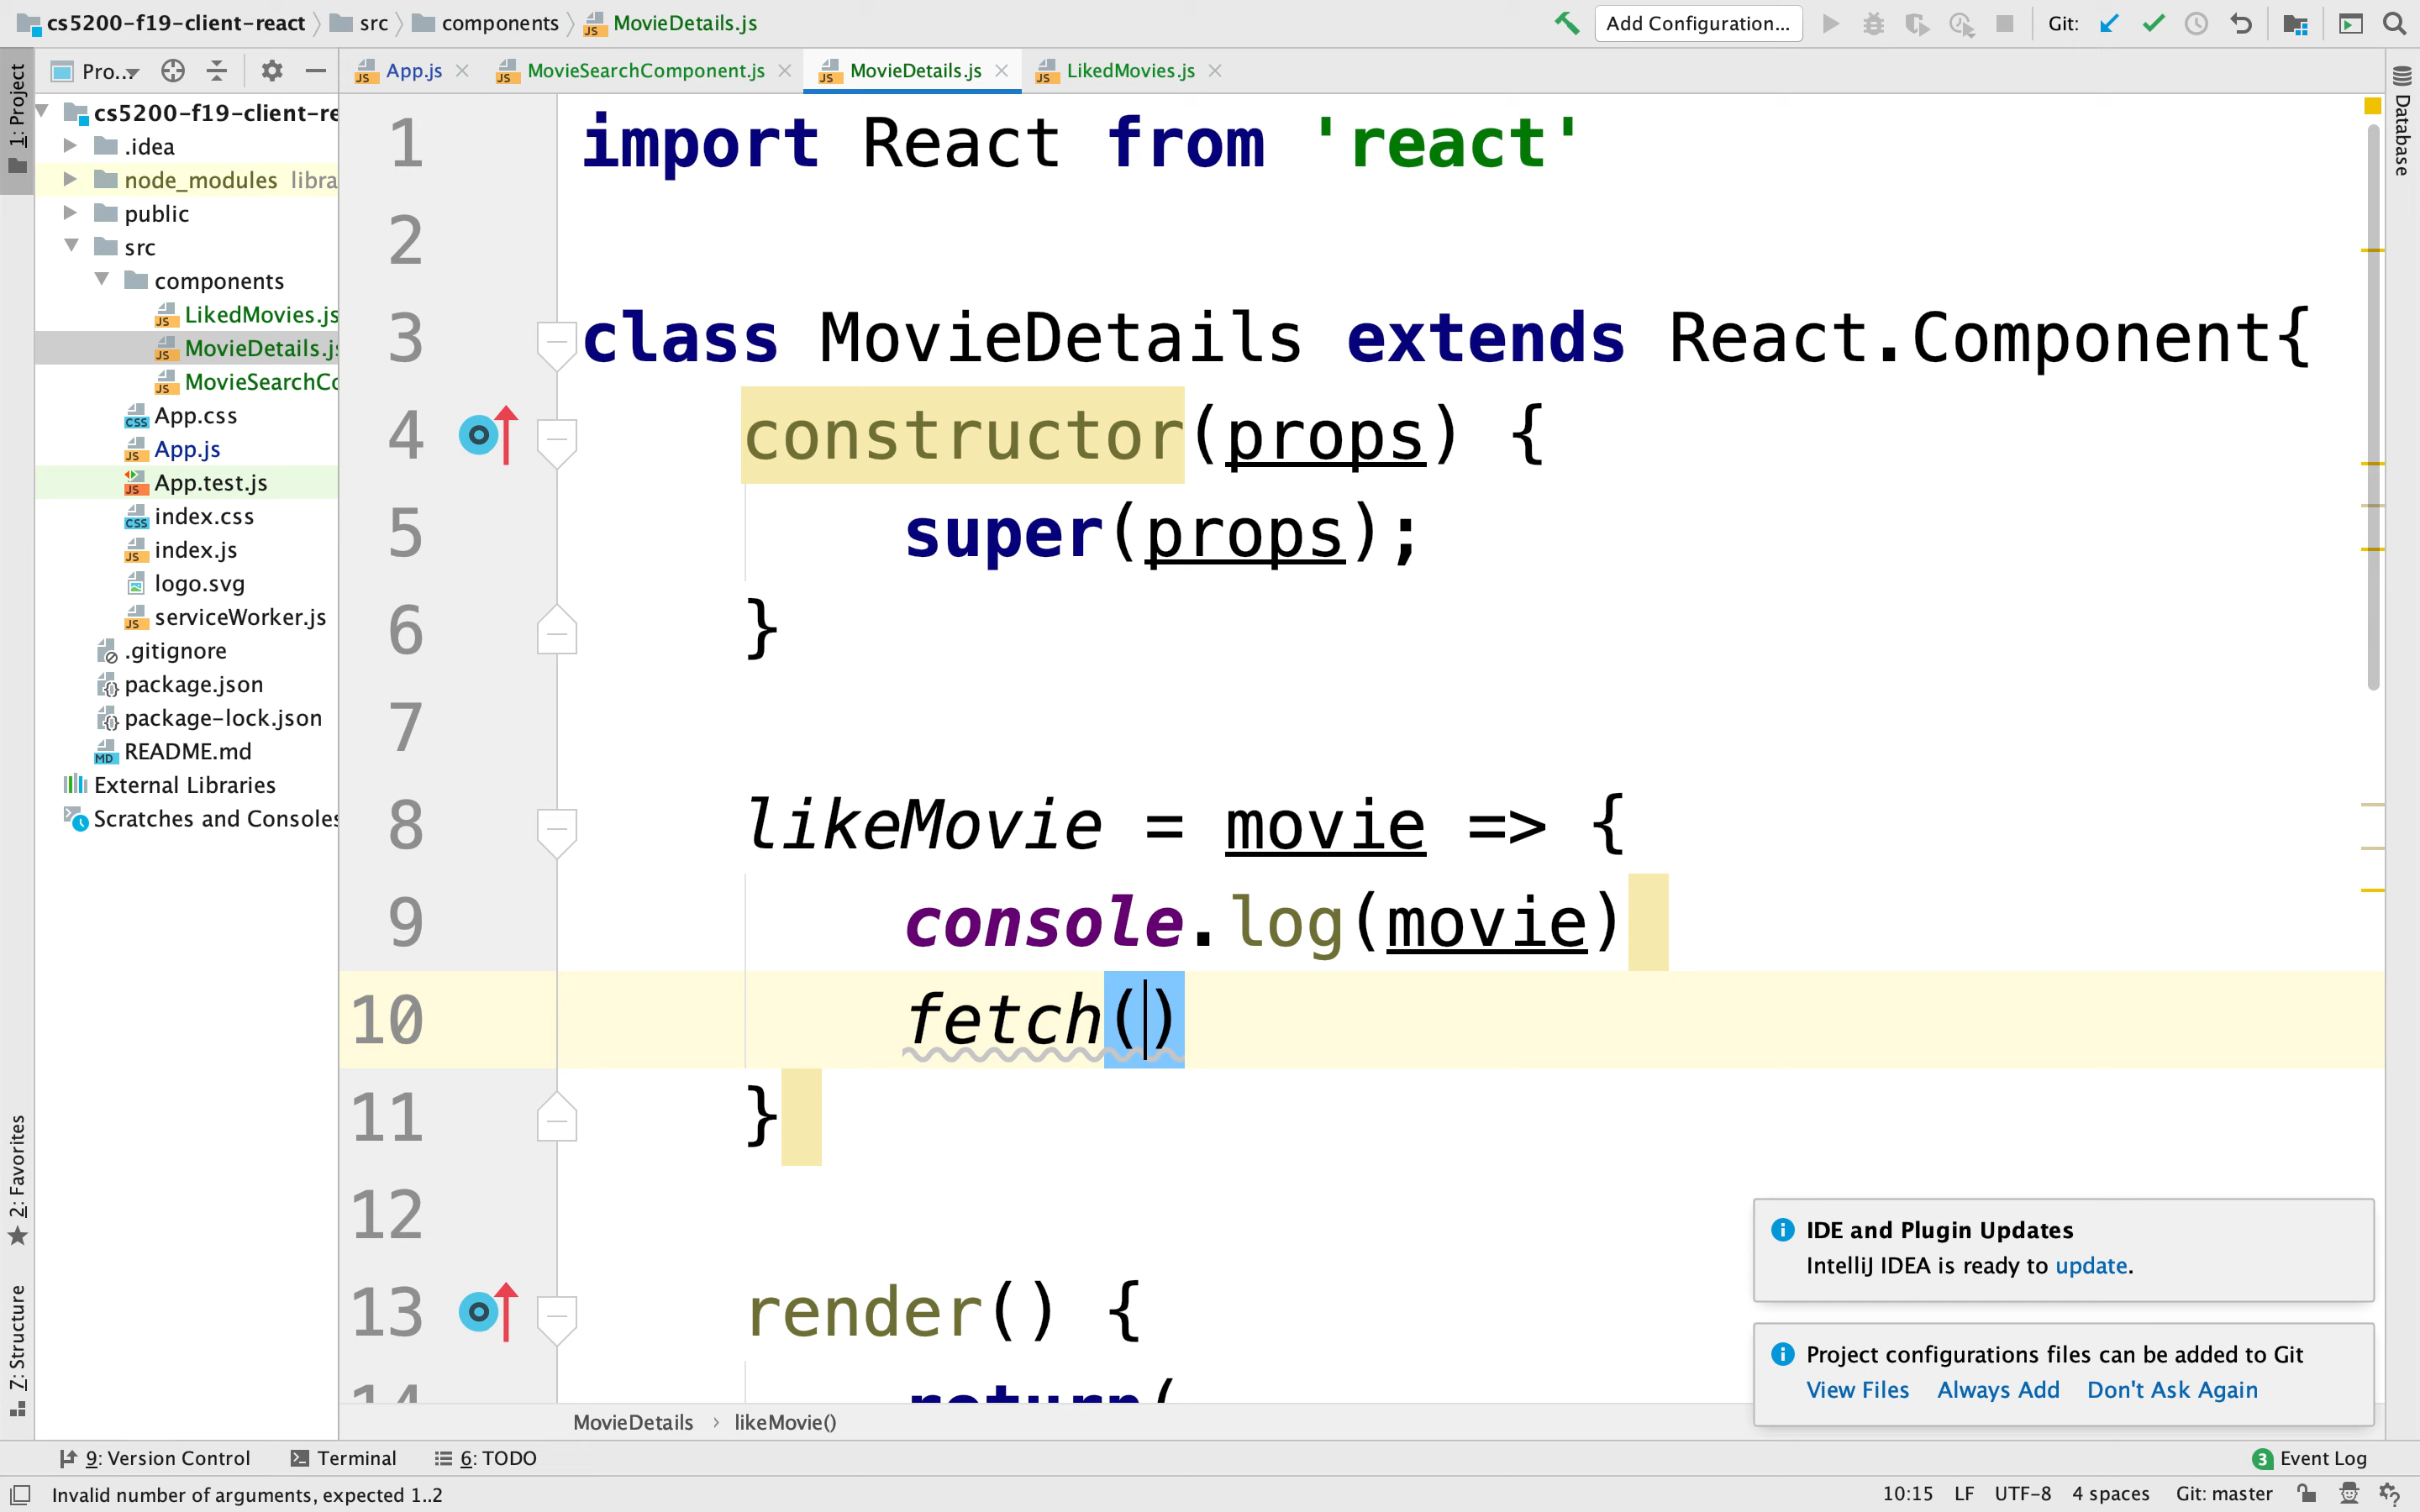 cs5200-f19-client-react src components MovieDetails.js Add Configuration... Git:
1: Project Pro... App.js MovieSearchComponent.js MovieDetails.js LikedMovies.js Database
cs5200-f19-client-re
.idea
node_modules libra
public
src
components
LikedMovies.js
MovieDetails.js
MovieSearchCo
App.css
App.js
App.test.js
index.css
index.js
logo.svg
serviceWorker.js
.gitignore
package.json
package-lock.json
README.md
External Libraries
Scratches and Consoles
2: Favorites
7: Structure
1 import React from 'react'
2
3 class MovieDetails extends React.Component{
4 constructor(props) {
5 super(props);
6 }
7
8 likeMovie = movie => {
9 console.log(movie)
10 fetch()
11 }
12
13 render() {
14 return(
IDE and Plugin Updates
IntelliJ IDEA is ready to update.
Project configurations files can be added to Git
View Files Always Add Don't Ask Again
MovieDetails › likeMovie()
9: Version Control Terminal 6: TODO 3 Event Log
Invalid number of arguments, expected 1..2 10:15 LF UTF-8 4 spaces Git: master